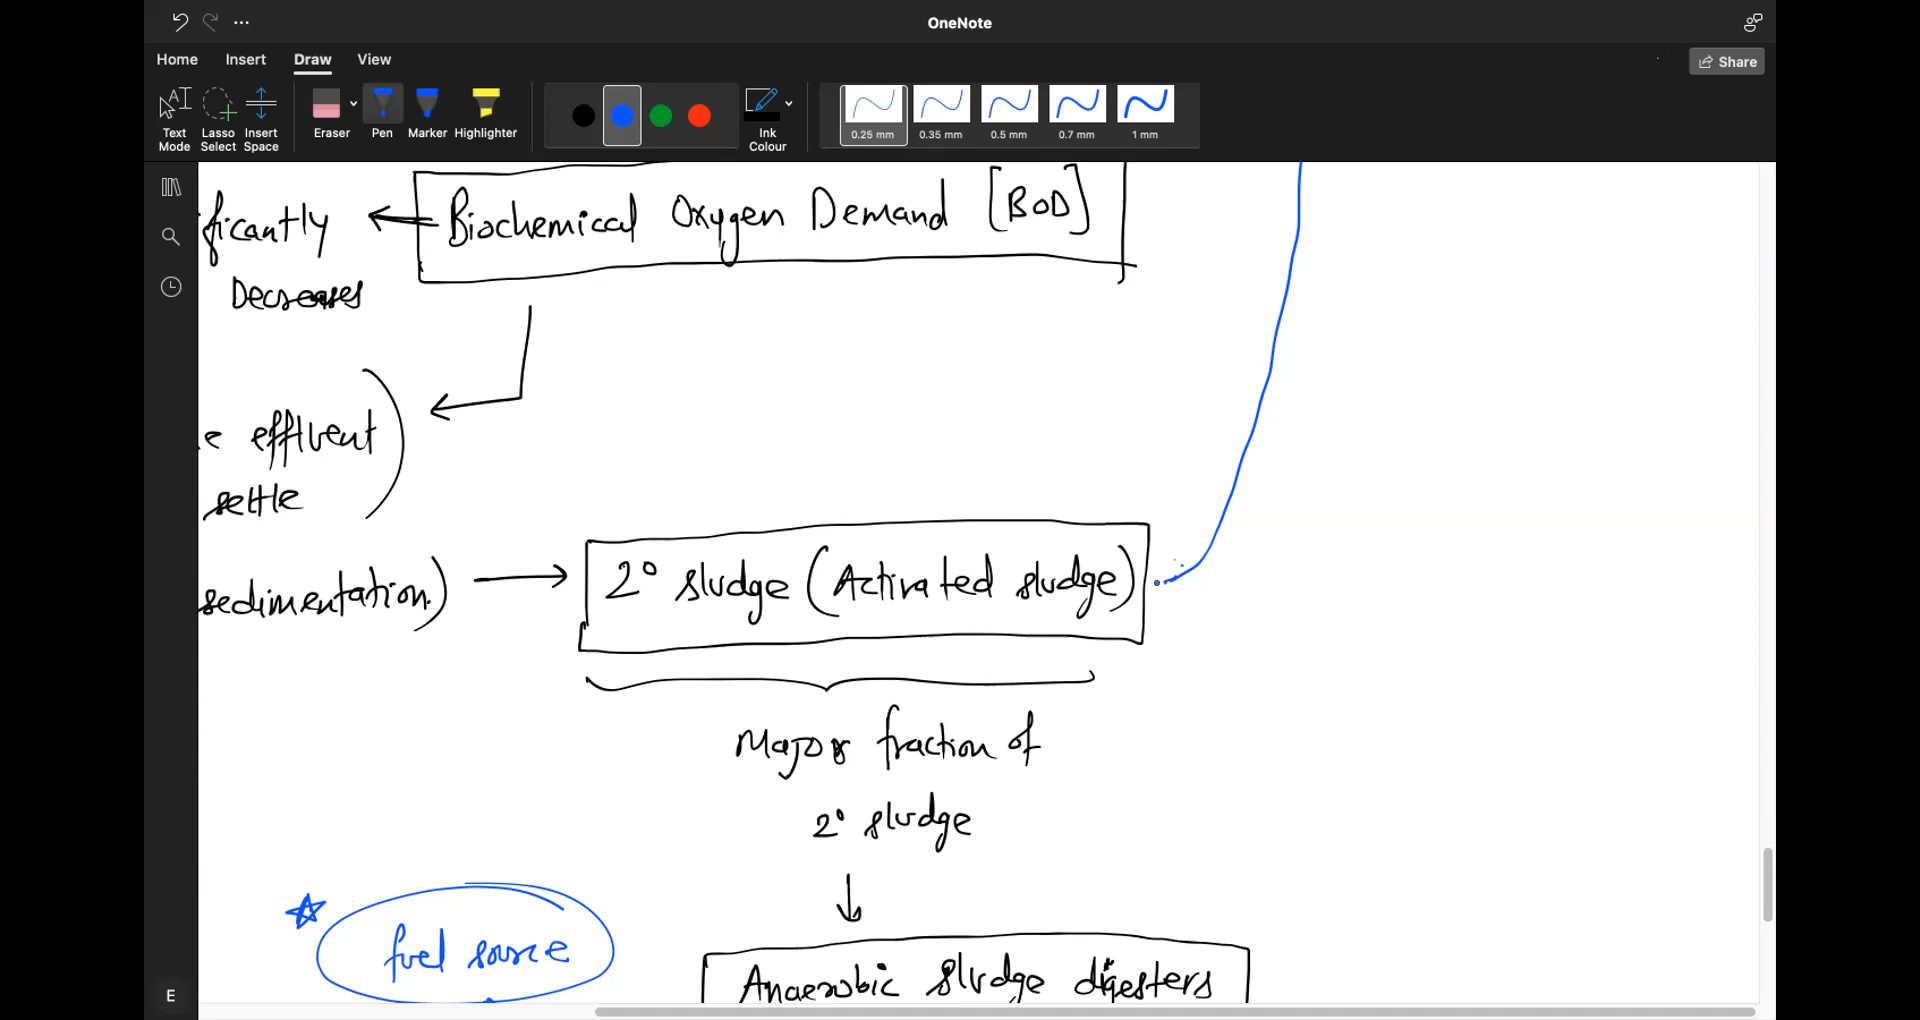 OneNote
Home Insert Draw View
Share
Text Mode
Lasso Select
Insert Space
Eraser
Pen
Marker
Highlighter
Ink Colour
0.25 mm
0.35 mm
0.5 mm
0.7 mm
1 mm
ficantly ← Biochemical Oxygen Demand [BOD]
Decreases
e effluent
settle
sedimentation) → 2° sludge (Activated sludge)
Major fraction of
2° sludge
↓
fuel source
Anaerobic sludge digesters
E